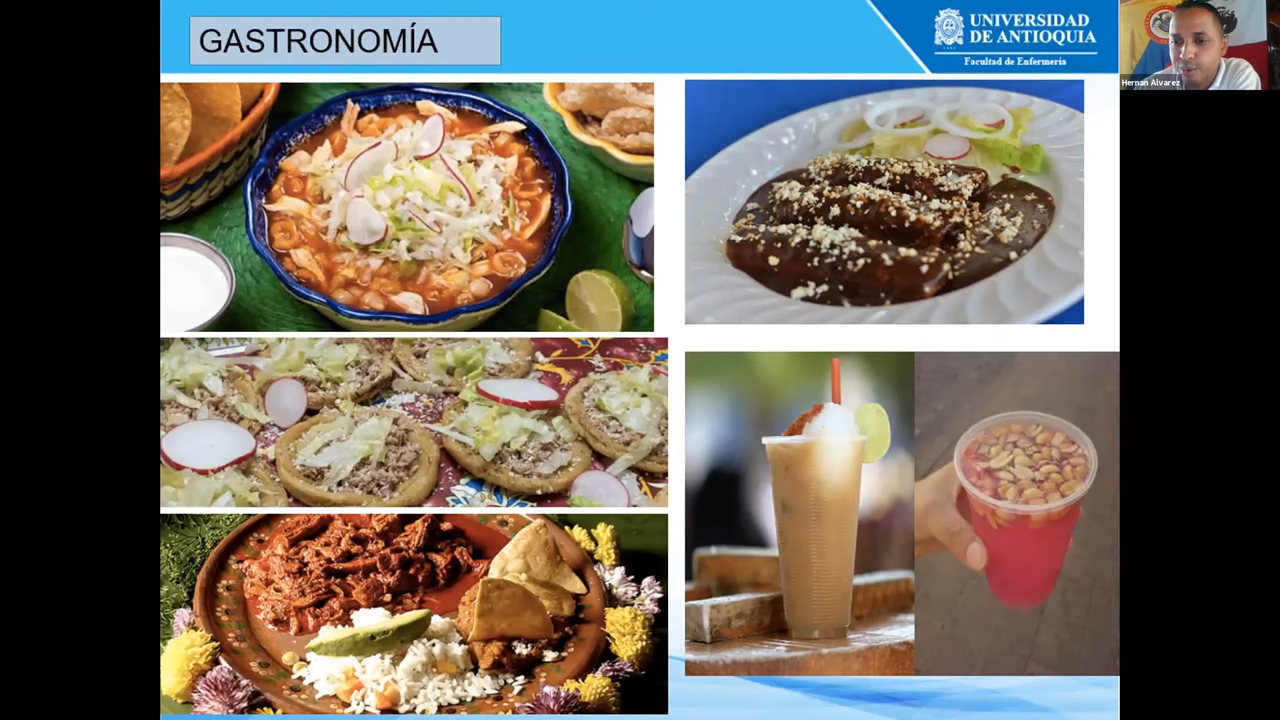 GASTRONOMÍA
UNIVERSIDAD
DE ANTIOQUIA
Facultad de Enfermería
Hernan Alvarez